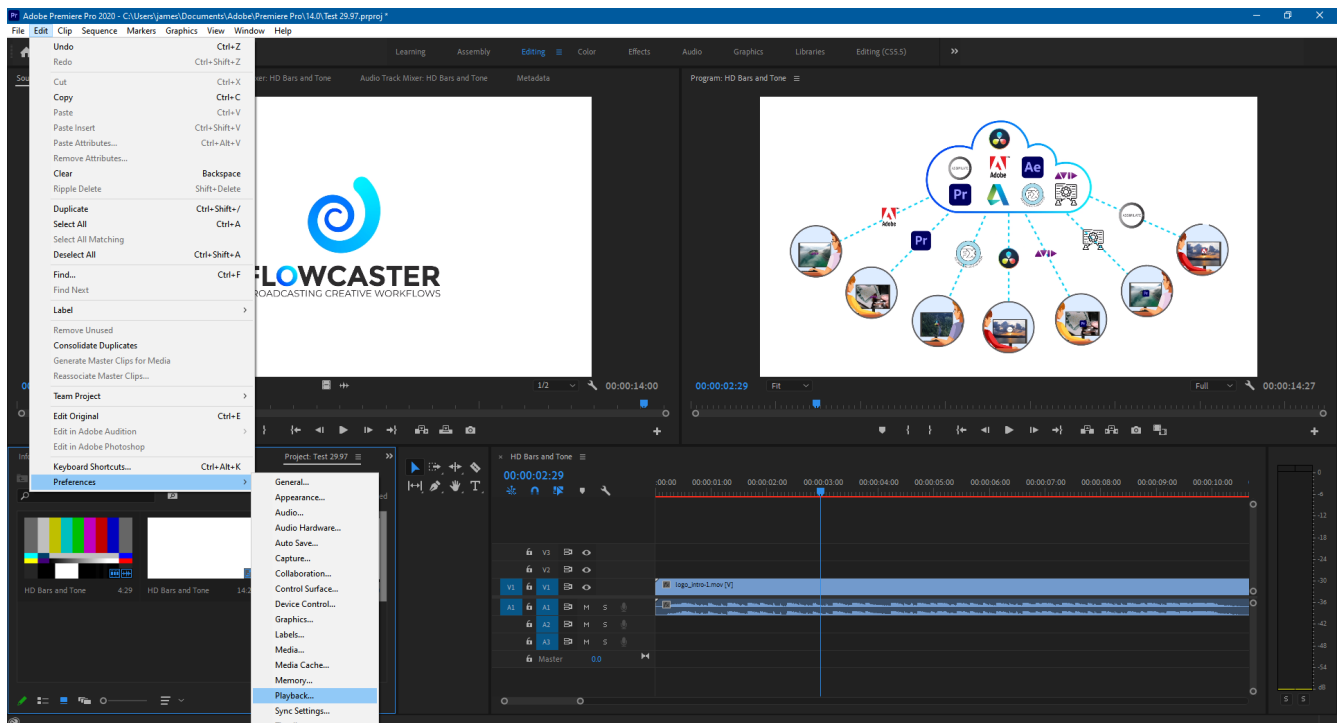 Adobe Premiere Pro 2020 - C:\Users\james\Documents\Adobe\Premiere Pro\14.0\Test 29.97.prproj *
File Edit Clip Sequence Markers Graphics View Window Help
Learning Assembly Editing Color Effects Audio Graphics Libraries Editing (CS5.5)
Sou
xer: HD Bars and Tone Audio Track Mixer: HD Bars and Tone Metadata
Program: HD Bars and Tone
Undo Ctrl+Z
Redo Ctrl+Shift+Z
Cut Ctrl+X
Copy Ctrl+C
Paste Ctrl+V
Paste Insert Ctrl+Shift+V
Paste Attributes... Ctrl+Alt+V
Remove Attributes...
Clear Backspace
Ripple Delete Shift+Delete
Duplicate Ctrl+Shift+/
Select All Ctrl+A
Select All Matching
Deselect All Ctrl+Shift+A
Find... Ctrl+F
Find Next
Label
Remove Unused
Consolidate Duplicates
Generate Master Clips for Media
Reassociate Master Clips...
Team Project
Edit Original Ctrl+E
Edit in Adobe Audition
Edit in Adobe Photoshop
Keyboard Shortcuts... Ctrl+Alt+K
Preferences
General...
Appearance...
Audio...
Audio Hardware...
Auto Save...
Capture...
Collaboration...
Control Surface...
Device Control...
Graphics...
Labels...
Media...
Media Cache...
Memory...
Playback...
Sync Settings...
FLOWCASTER
ROADCASTING CREATIVE WORKFLOWS
1/2 00:00:14:00
Adobe Ae AVID
Pr
Adobe
Pr
AVID
00:00:02:29 Fit Full 00:00:14:27
Project: Test 29.97
HD Bars and Tone 4:29 HD Bars and Tone 14:2
HD Bars and Tone
00:00:02:29
:00:00 00:00:01:00 00:00:02:00 00:00:03:00 00:00:04:00 00:00:05:00 00:00:06:00 00:00:07:00 00:00:08:00 00:00:09:00 00:00:10:00
V3
V2
V1 V1 logo_intro-1.mov [V]
A1 A1 M S
A2 M S
A3 M S
Master 0.0
0
-6
-12
-18
-24
-30
-36
-42
-48
-54
dB
S S